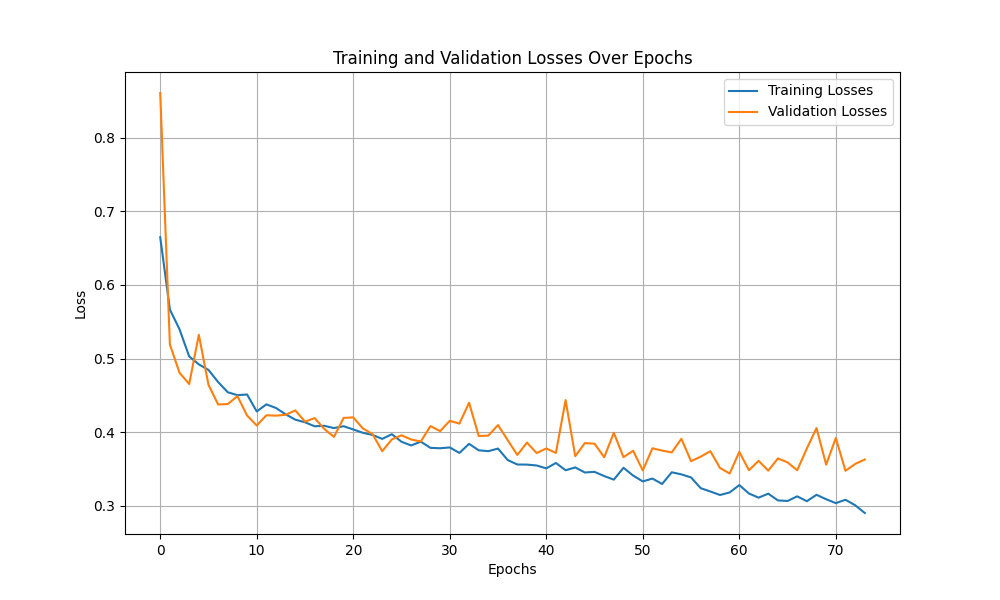 Training and Validation Losses Over Epochs
Training Losses
Validation Losses
0.8
0.7
0.6
0.5
0.4
0.3
Loss
0 10 20 30 40 50 60 70
Epochs